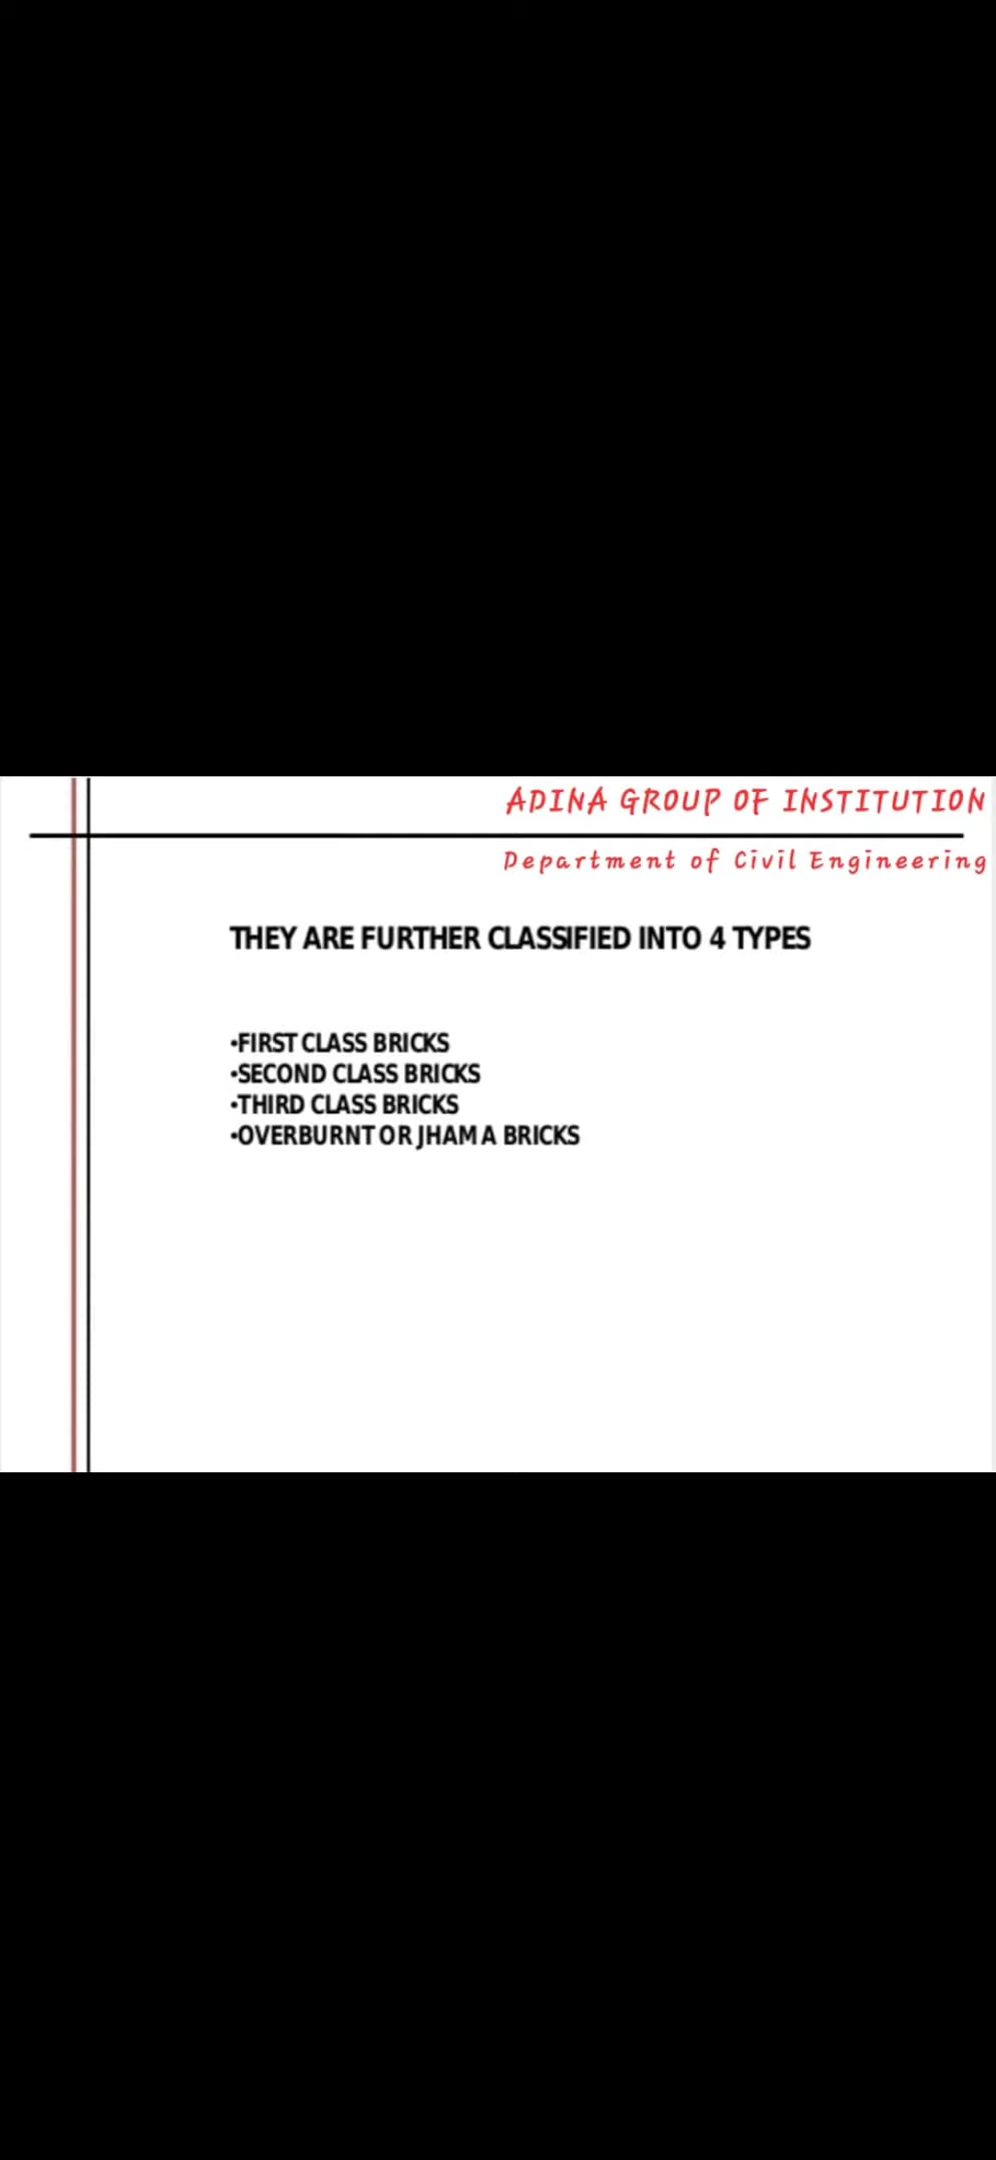 ADINA GROUP OF INSTITUTION
Department of Civil Engineering
THEY ARE FURTHER CLASSIFIED INTO 4 TYPES
•FIRST CLASS BRICKS
•SECOND CLASS BRICKS
•THIRD CLASS BRICKS
•OVERBURNT OR JHAMA BRICKS